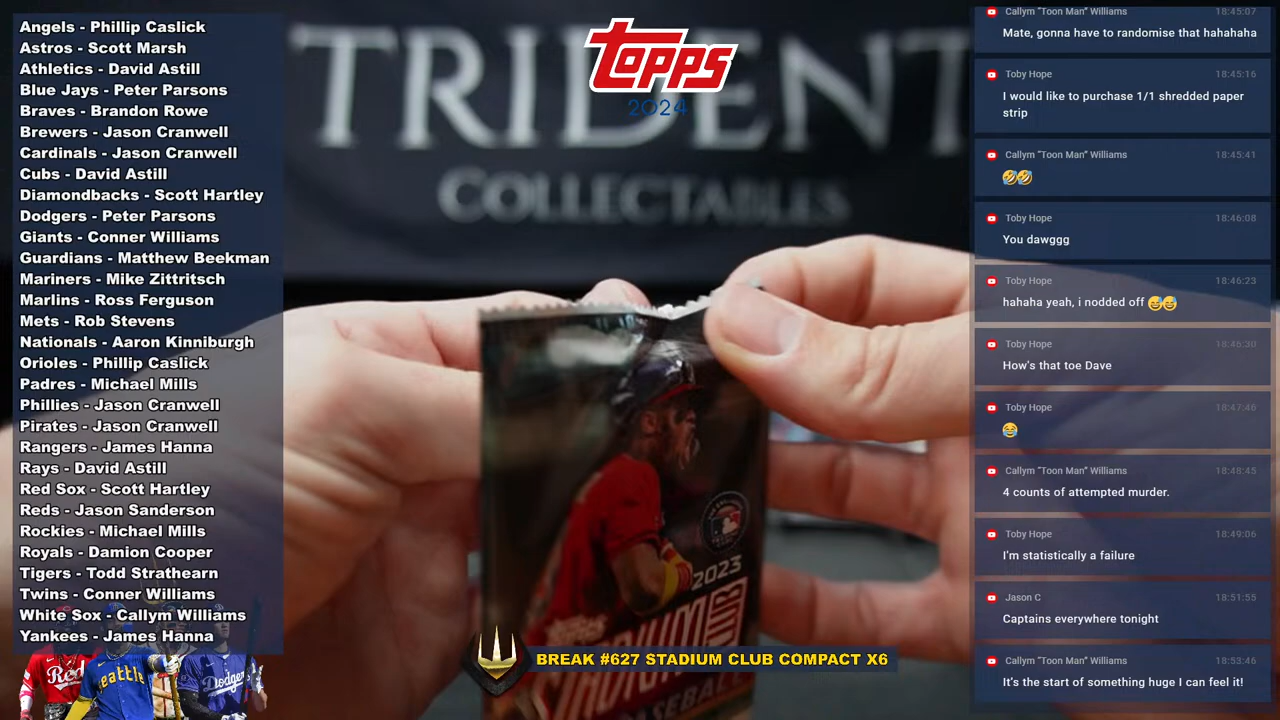 Angels - Phillip Caslick
Astros - Scott Marsh
Athletics - David Astill
Blue Jays - Peter Parsons
Braves - Brandon Rowe
Brewers - Jason Cranwell
Cardinals - Jason Cranwell
Cubs - David Astill
Diamondbacks - Scott Hartley
Dodgers - Peter Parsons
Giants - Conner Williams
Guardians - Matthew Beekman
Mariners - Mike Zittritsch
Marlins - Ross Ferguson
Mets - Rob Stevens
Nationals - Aaron Kinniburgh
Orioles - Phillip Caslick
Padres - Michael Mills
Phillies - Jason Cranwell
Pirates - Jason Cranwell
Rangers - James Hanna
Rays - David Astill
Red Sox - Scott Hartley
Reds - Jason Sanderson
Rockies - Michael Mills
Royals - Damion Cooper
Tigers - Todd Strathearn
Twins - Conner Williams
White Sox - Callym Williams
Yankees - James Hanna
Reds
Seattle
Dodgers
TRIDENT
COLLECTABLES
topps
2024
2023
topps
STADIUM CLUB
BASEBALL
BREAK #627 STADIUM CLUB COMPACT X6
Callym "Toon Man" Williams 18:45:07
Mate, gonna have to randomise that hahahaha
Toby Hope 18:45:16
I would like to purchase 1/1 shredded paper
strip
Callym "Toon Man" Williams 18:45:41
🤣🤣
Toby Hope 18:46:08
You dawggg
Toby Hope 18:46:23
hahaha yeah, i nodded off 😅😅
Toby Hope 18:46:30
How's that toe Dave
Toby Hope 18:47:46
😂
Callym "Toon Man" Williams 18:48:45
4 counts of attempted murder.
Toby Hope 18:49:06
I'm statistically a failure
Jason C 18:51:55
Captains everywhere tonight
Callym "Toon Man" Williams 18:53:46
It's the start of something huge I can feel it!